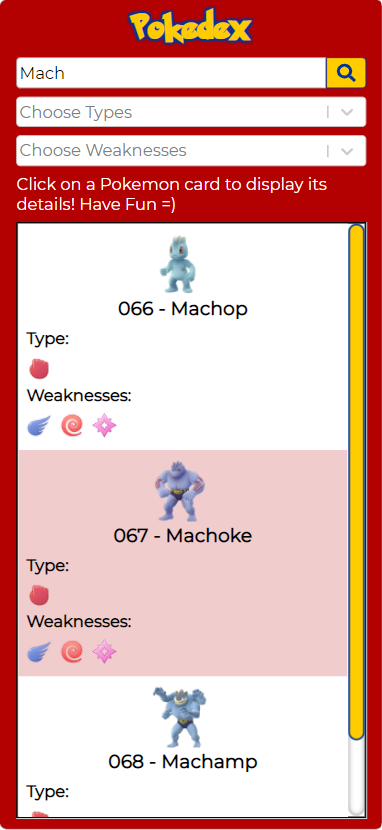 Pokedex
Mach
Choose Types
Choose Weaknesses
Click on a Pokemon card to display its
details! Have Fun =)
066 - Machop
Type:
Weaknesses:
067 - Machoke
Type:
Weaknesses:
068 - Machamp
Type: